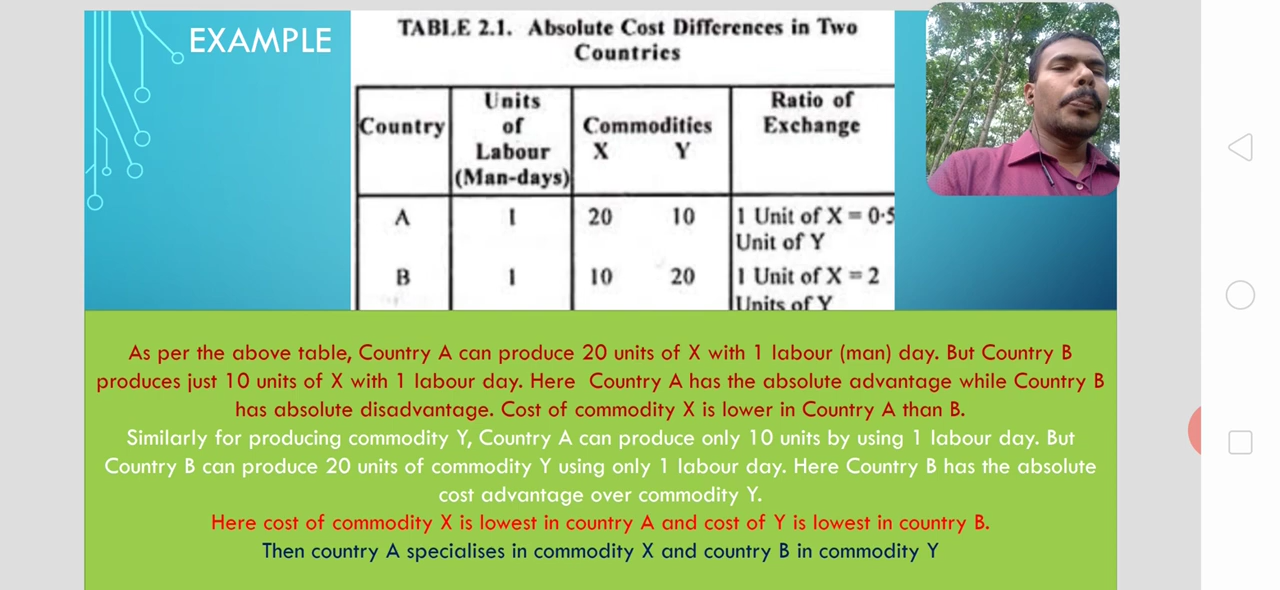 EXAMPLE
TABLE 2.1. Absolute Cost Differences in Two
Countries
Country
Units
of
Labour
(Man-days)
Commodities
X Y
Ratio of
Exchange
A 1 20 10 1 Unit of X = 0·5
Unit of Y
B 1 10 20 1 Unit of X = 2
Units of Y
As per the above table, Country A can produce 20 units of X with 1 labour (man) day. But Country B
produces just 10 units of X with 1 labour day. Here Country A has the absolute advantage while Country B
has absolute disadvantage. Cost of commodity X is lower in Country A than B.
Similarly for producing commodity Y, Country A can produce only 10 units by using 1 labour day. But
Country B can produce 20 units of commodity Y using only 1 labour day. Here Country B has the absolute
cost advantage over commodity Y.
Here cost of commodity X is lowest in country A and cost of Y is lowest in country B.
Then country A specialises in commodity X and country B in commodity Y